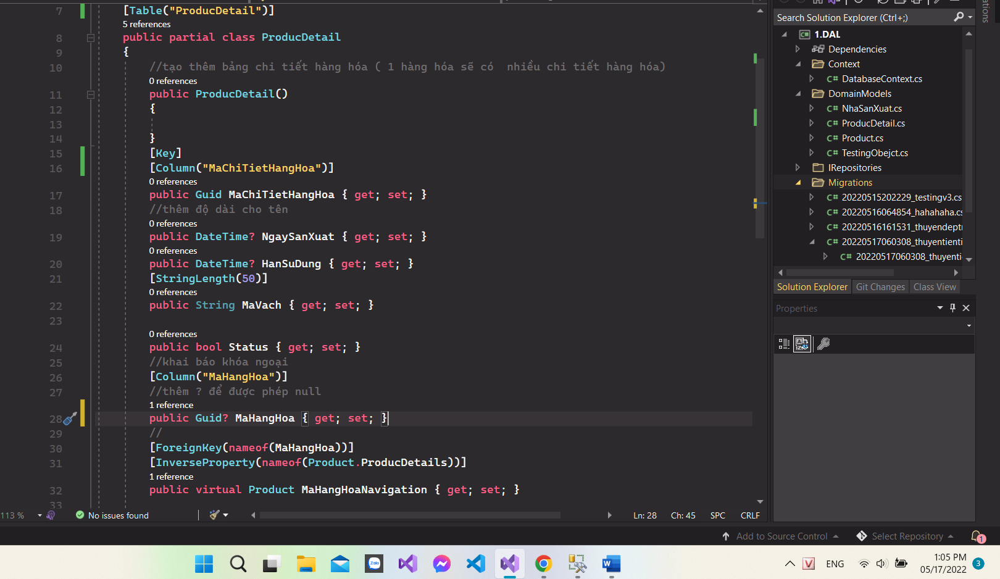 7 [Table("ProducDetail")]
5 references
8 public partial class ProducDetail
9 {
10 //tạo thêm bảng chi tiết hàng hóa ( 1 hàng hóa sẽ có  nhiều chi tiết hàng hóa)
0 references
11 public ProducDetail()
12 {
13
14 }
15 [Key]
16 [Column("MaChiTietHangHoa")]
0 references
17 public Guid MaChiTietHangHoa { get; set; }
18 //thêm độ dài cho tên
0 references
19 public DateTime? NgaySanXuat { get; set; }
0 references
20 public DateTime? HanSuDung { get; set; }
21 [StringLength(50)]
0 references
22 public String MaVach { get; set; }
23
0 references
24 public bool Status { get; set; }
25 //khai báo khóa ngoại
26 [Column("MaHangHoa")]
27 //thêm ? để được phép null
1 reference
28 public Guid? MaHangHoa { get; set; }
29 //
30 [ForeignKey(nameof(MaHangHoa))]
31 [InverseProperty(nameof(Product.ProducDetails))]
1 reference
32 public virtual Product MaHangHoaNavigation { get; set; }
33
113 % No issues found Ln: 28 Ch: 45 SPC CRLF
Search Solution Explorer (Ctrl+;)
C# 1.DAL
Dependencies
Context
C# DatabaseContext.cs
DomainModels
C# NhaSanXuat.cs
C# ProducDetail.cs
C# Product.cs
C# TestingObejct.cs
IRepositories
Migrations
C# 20220515202229_testingv3.cs
C# 20220516064854_hahahaha.cs
C# 20220516161531_thuyendeptr
C# 20220517060308_thuyentienti
C# 20220517060308_thuyenti
Solution Explorer Git Changes Class View
Properties
Add to Source Control Select Repository 1
Zalo V ENG 1:05 PM
05/17/2022 3